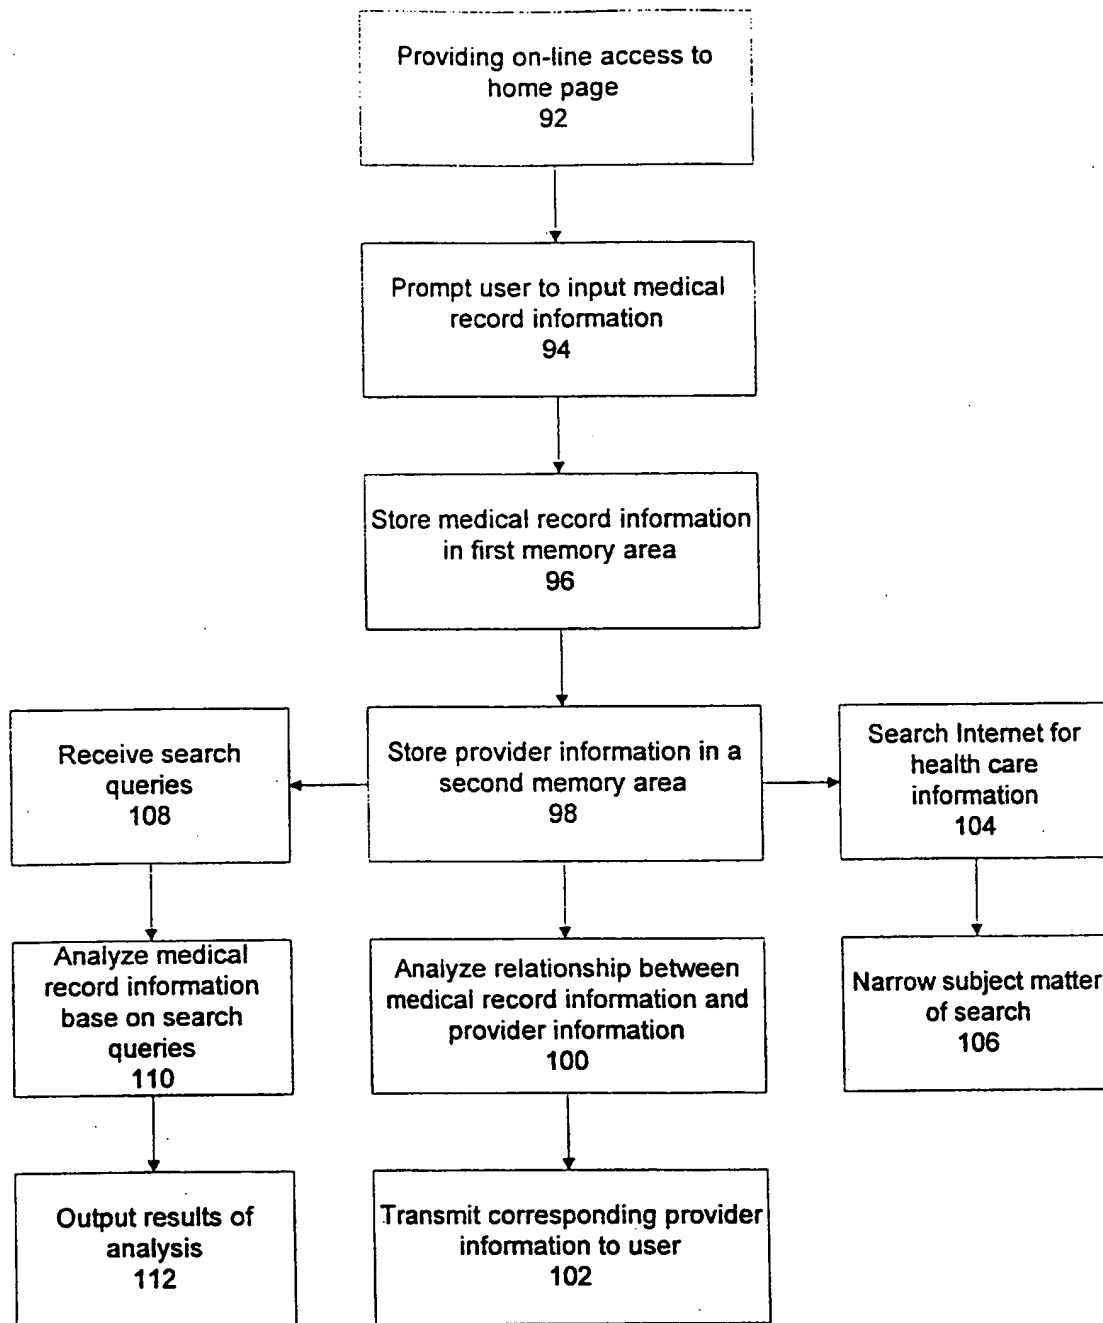 Providing on-line access to
home page
92
Prompt user to input medical
record information
94
Store medical record information
in first memory area
96
Receive search
queries
108
Store provider information in a
second memory area
98
Search Internet for
health care
information
104
Analyze medical
record information
base on search
queries
110
Analyze relationship between
medical record information and
provider information
100
Narrow subject matter
of search
106
Output results of
analysis
112
Transmit corresponding provider
information to user
102